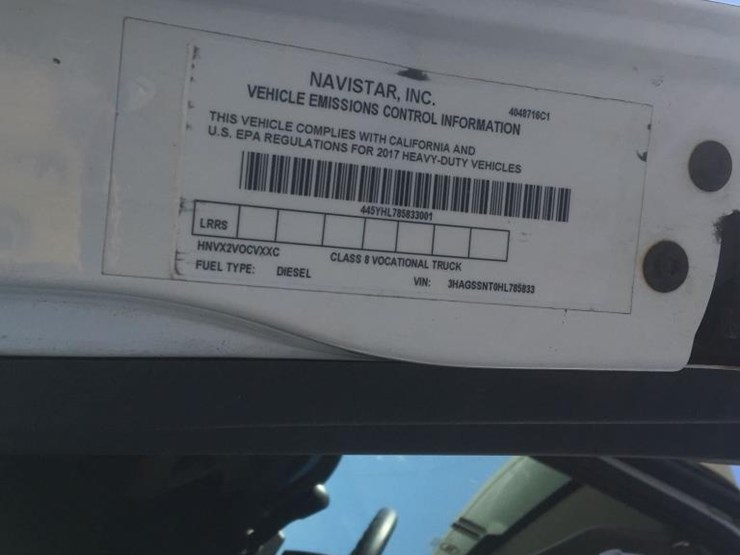 NAVISTAR, INC.
4048716C1
VEHICLE EMISSIONS CONTROL INFORMATION
THIS VEHICLE COMPLIES WITH CALIFORNIA AND
U.S. EPA REGULATIONS FOR 2017 HEAVY-DUTY VEHICLES
445YHL785833001
LRRS
HNVX2VOCVXXC
CLASS 8 VOCATIONAL TRUCK
FUEL TYPE: DIESEL
VIN: 3HAGSSNT0HL785833